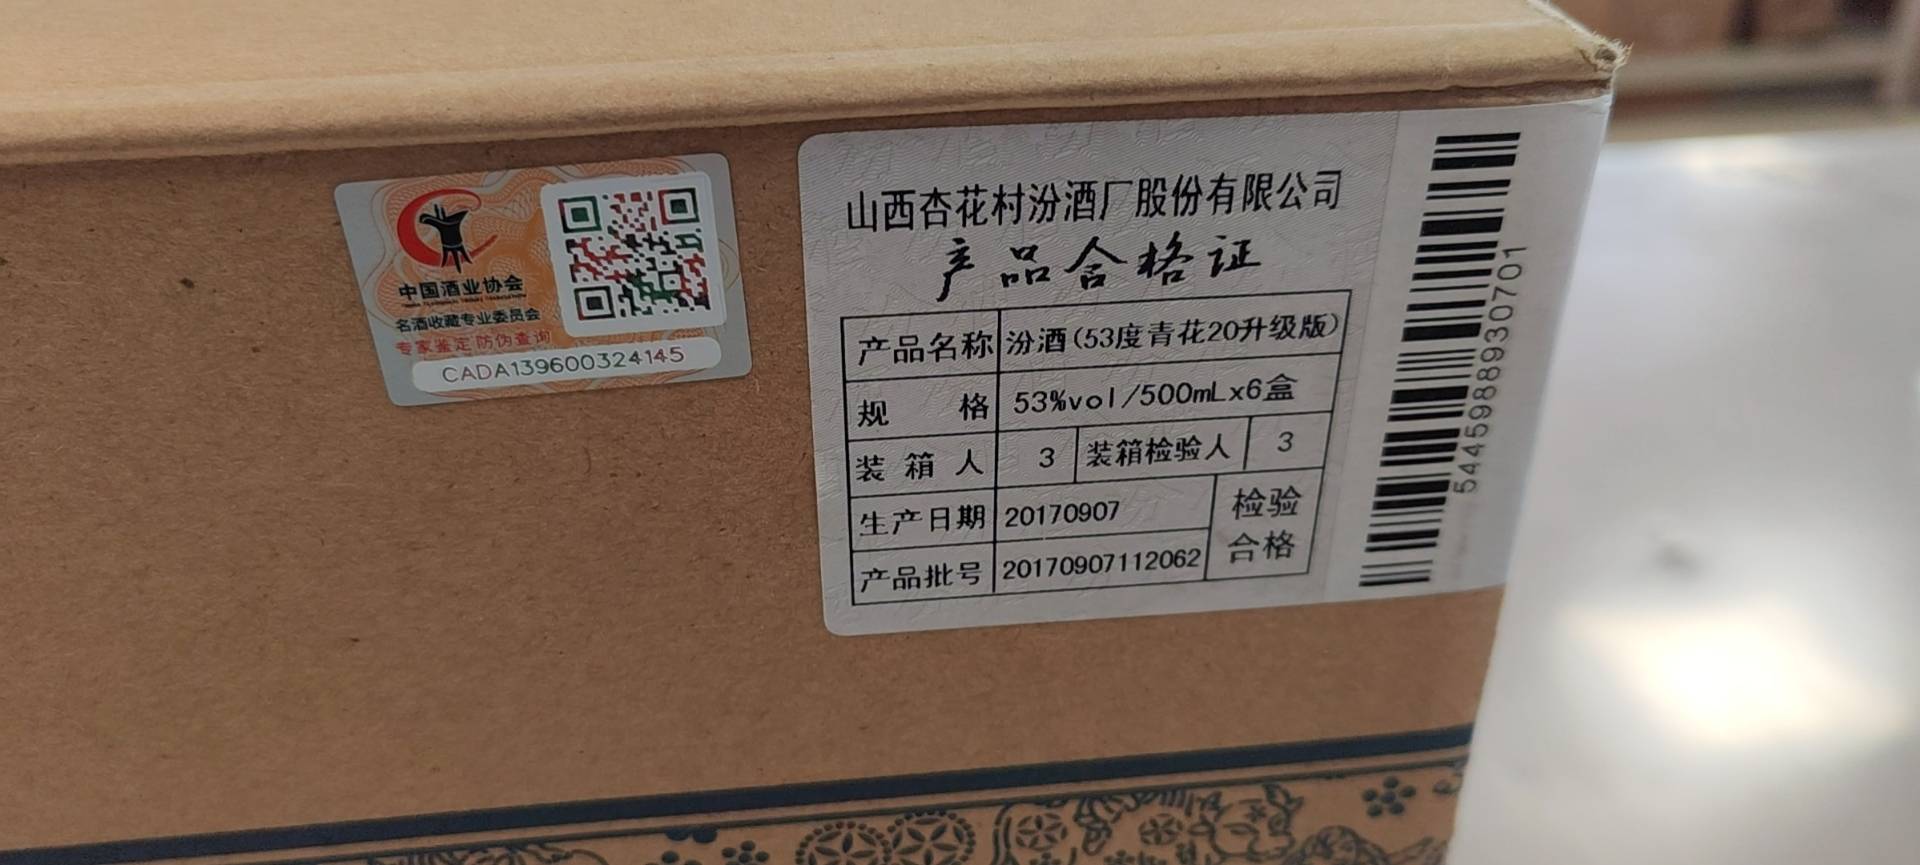 中国酒业协会
名酒收藏专业委员会
专家鉴定 防伪查询
CADA139600324145
山西杏花村汾酒厂股份有限公司
产品合格证
产品名称 汾酒(53度青花20升级版)
规 格 53%vol/500mLx6盒
装箱人 3 装箱检验人 3
生产日期 20170907
产品批号 20170907112062
检验
合格
5445988930701